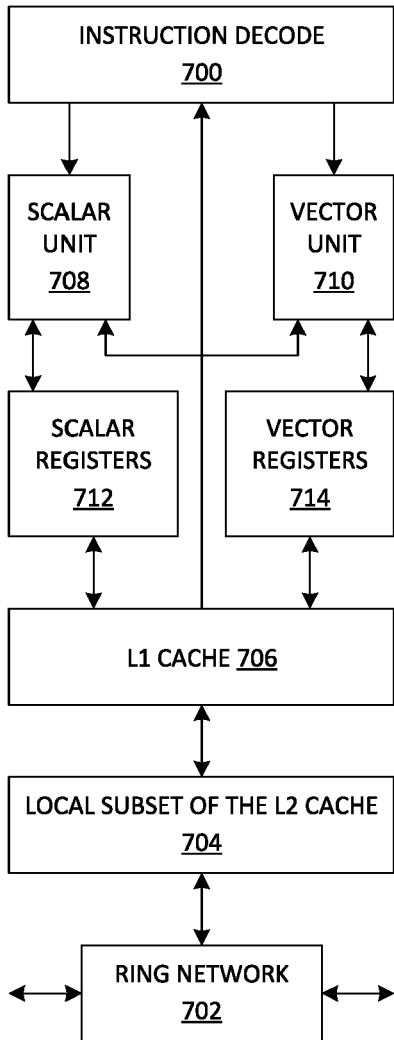 INSTRUCTION DECODE
700
SCALAR
UNIT
708
VECTOR
UNIT
710
SCALAR
REGISTERS
712
VECTOR
REGISTERS
714
L1 CACHE 706
LOCAL SUBSET OF THE L2 CACHE
704
RING NETWORK
702